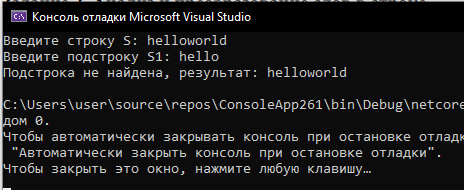 Консоль отладки Microsoft Visual Studio
Введите строку S: helloworld
Введите подстроку S1: hello
Подстрока не найдена, результат: helloworld
C:\Users\user\source\repos\ConsoleApp261\bin\Debug\netcore
дом 0.
Чтобы автоматически закрывать консоль при остановке отладк
"Автоматически закрыть консоль при остановке отладки".
Чтобы закрыть это окно, нажмите любую клавишу…